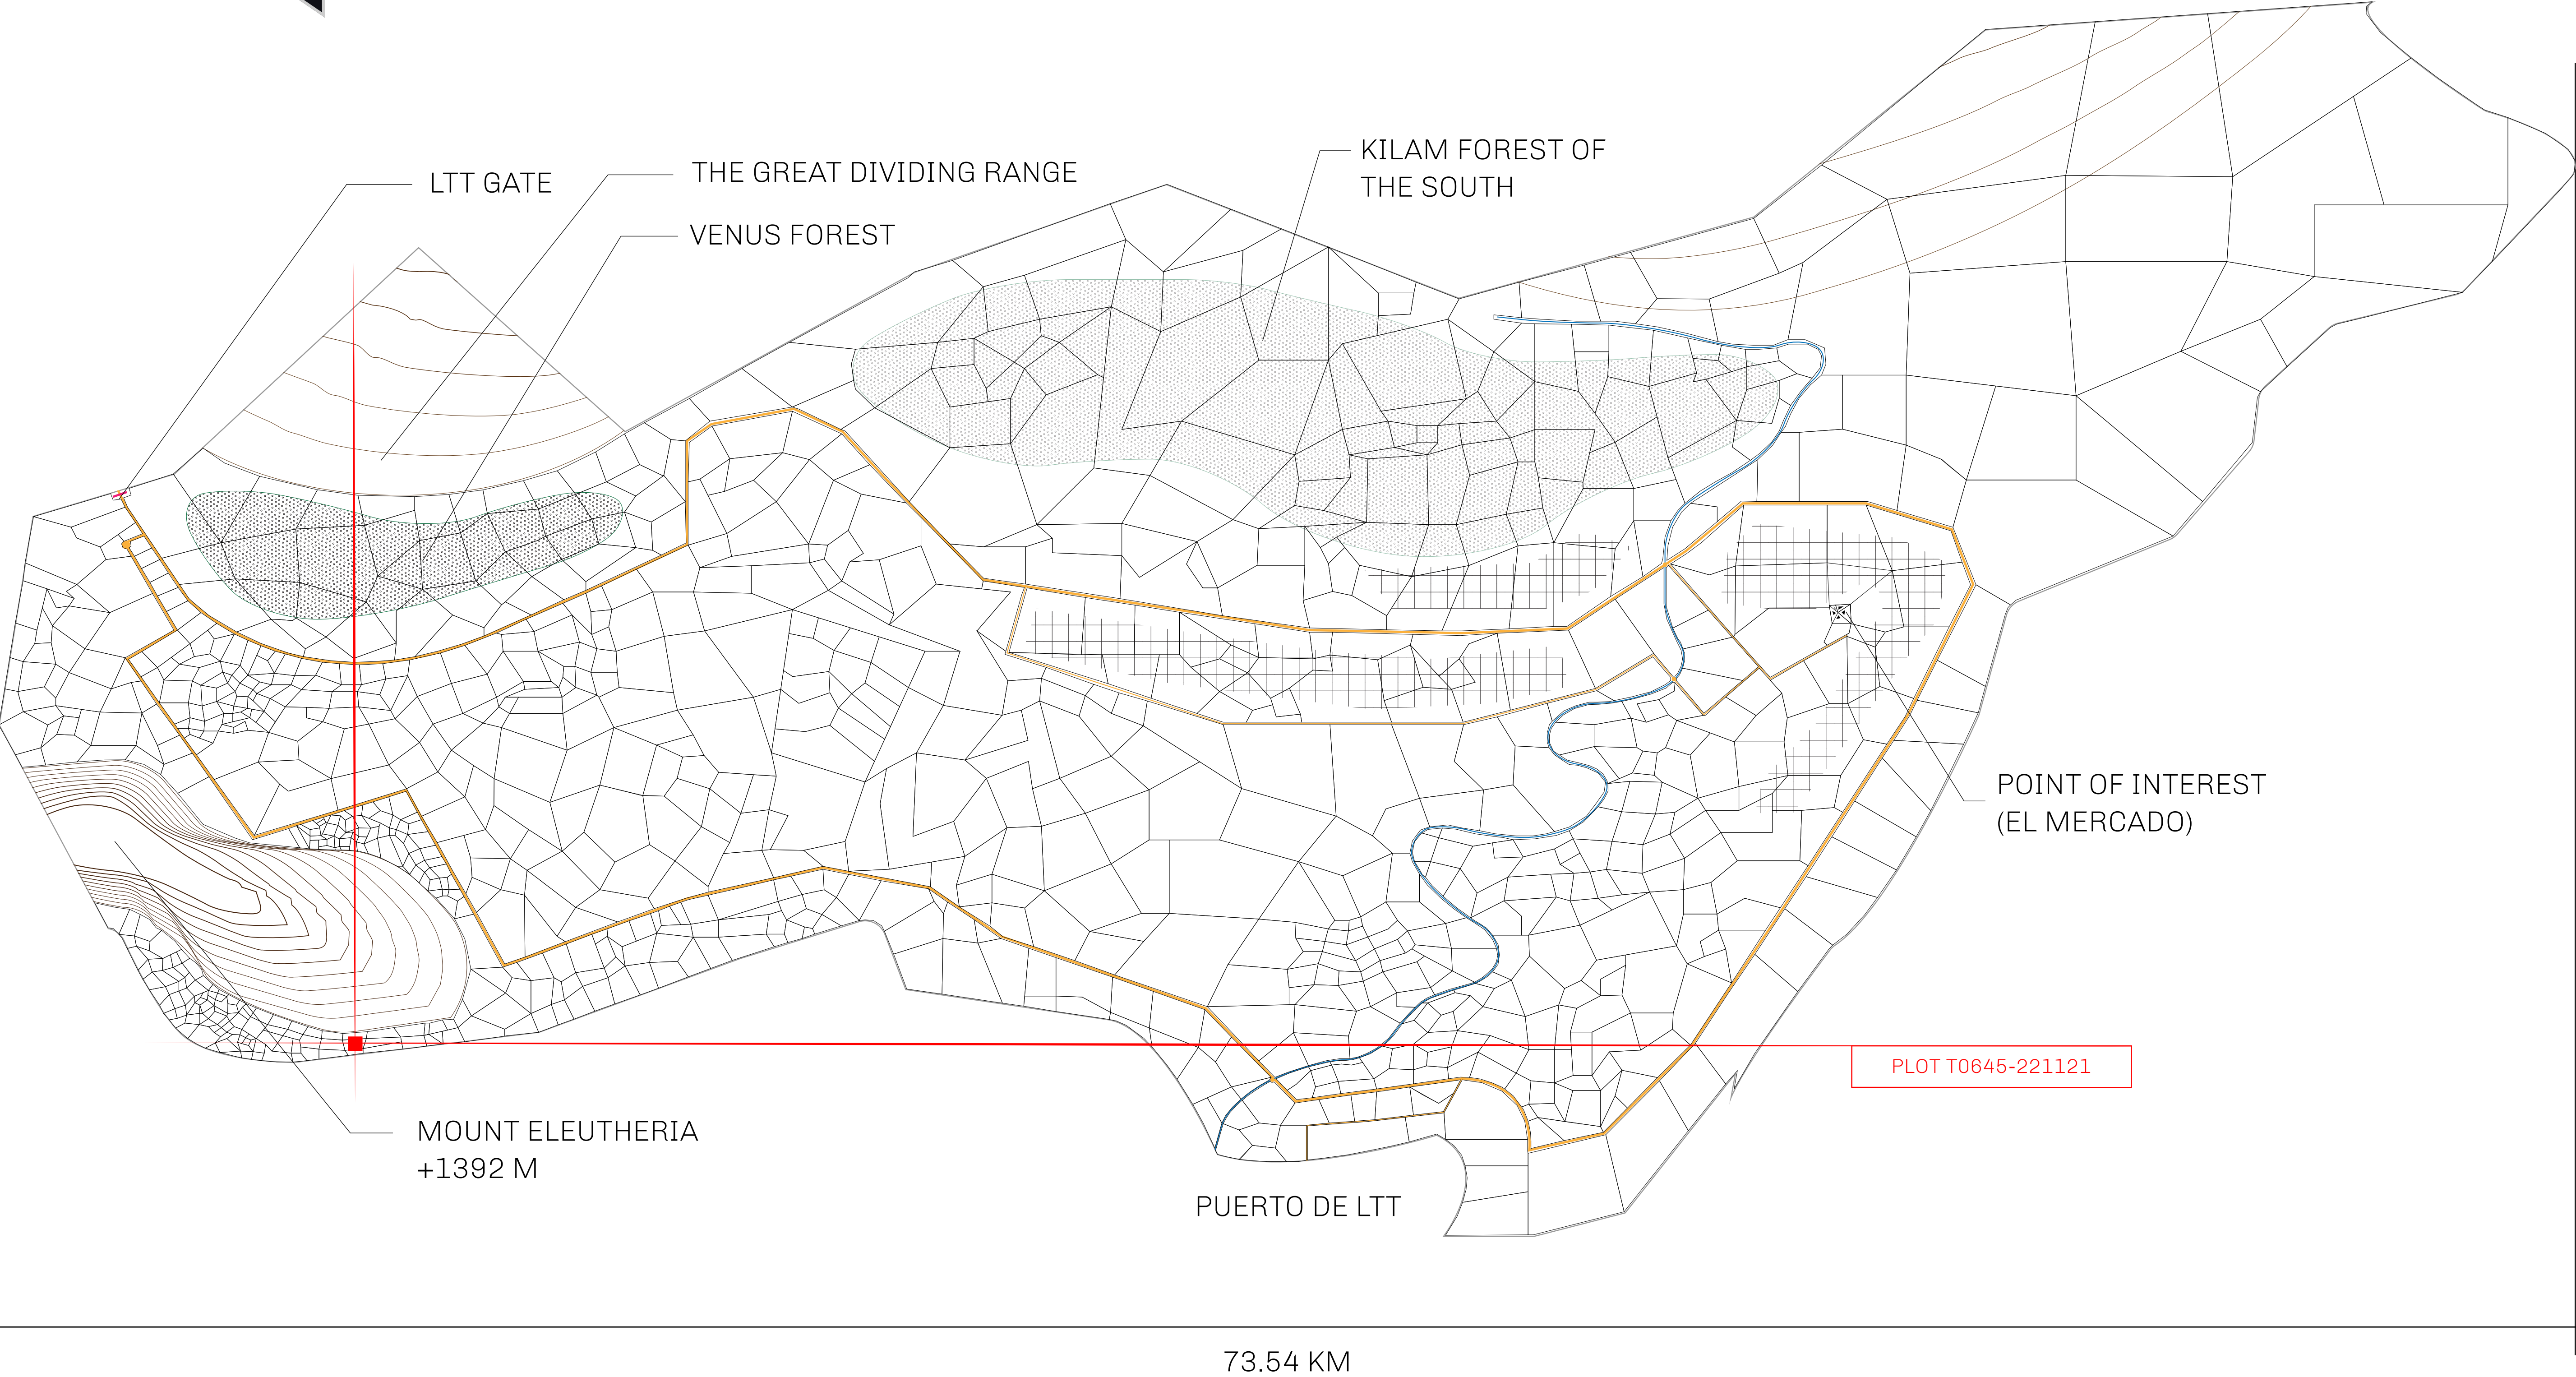 KILAM FOREST OF
THE SOUTH
THE GREAT DIVIDING RANGE
LTT GATE
VENUS FOREST
POINT OF INTEREST
(EL MERCADO)
PLOT T0645-221121
MOUNT ELEUTHERIA
+1392 M
PUERTO DE LTT
73.54 KM